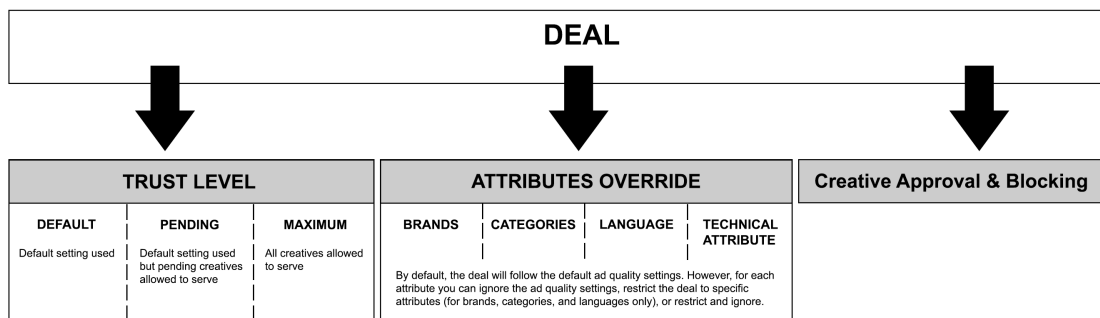 DEAL
TRUST LEVEL
DEFAULT
Default setting used
PENDING
Default setting used
but pending creatives
allowed to serve
MAXIMUM
All creatives allowed
to serve
ATTRIBUTES OVERRIDE
BRANDS
CATEGORIES
LANGUAGE
TECHNICAL
ATTRIBUTE
By default, the deal will follow the default ad quality settings. However, for each
attribute you can ignore the ad quality settings, restrict the deal to specific
attributes (for brands, categories, and languages only), or restrict and ignore.
Creative Approval & Blocking